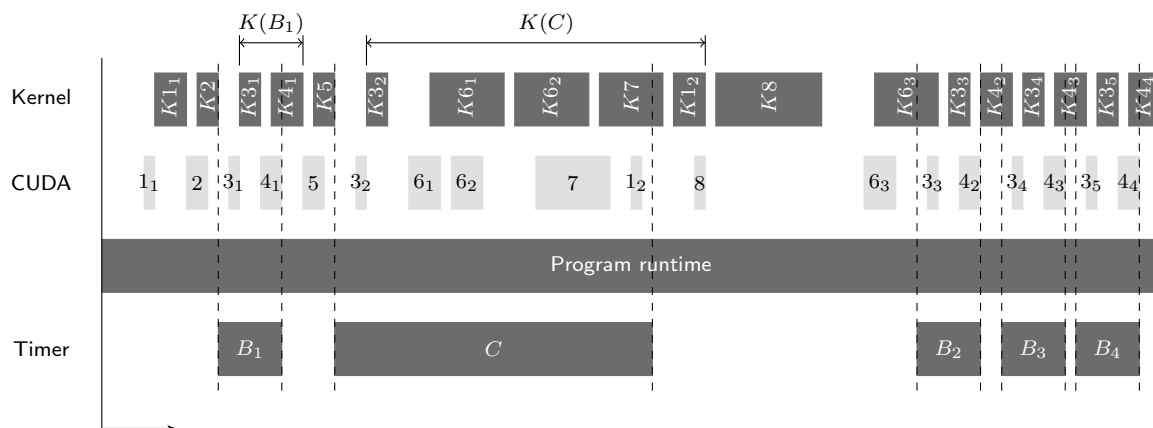 K(B₁) K(C)
Kernel K1₁ K2 K3₁ K4₁ K5 K3₂ K6₁ K6₂ K7 K1₂ K8 K6₃ K3₃ K4₂ K3₄ K4₃ K3₅ K4₄
CUDA 1₁ 2 3₁ 4₁ 5 3₂ 6₁ 6₂ 7 1₂ 8 6₃ 3₃ 4₂ 3₄ 4₃ 3₅ 4₄
Program runtime
Timer B₁ C B₂ B₃ B₄